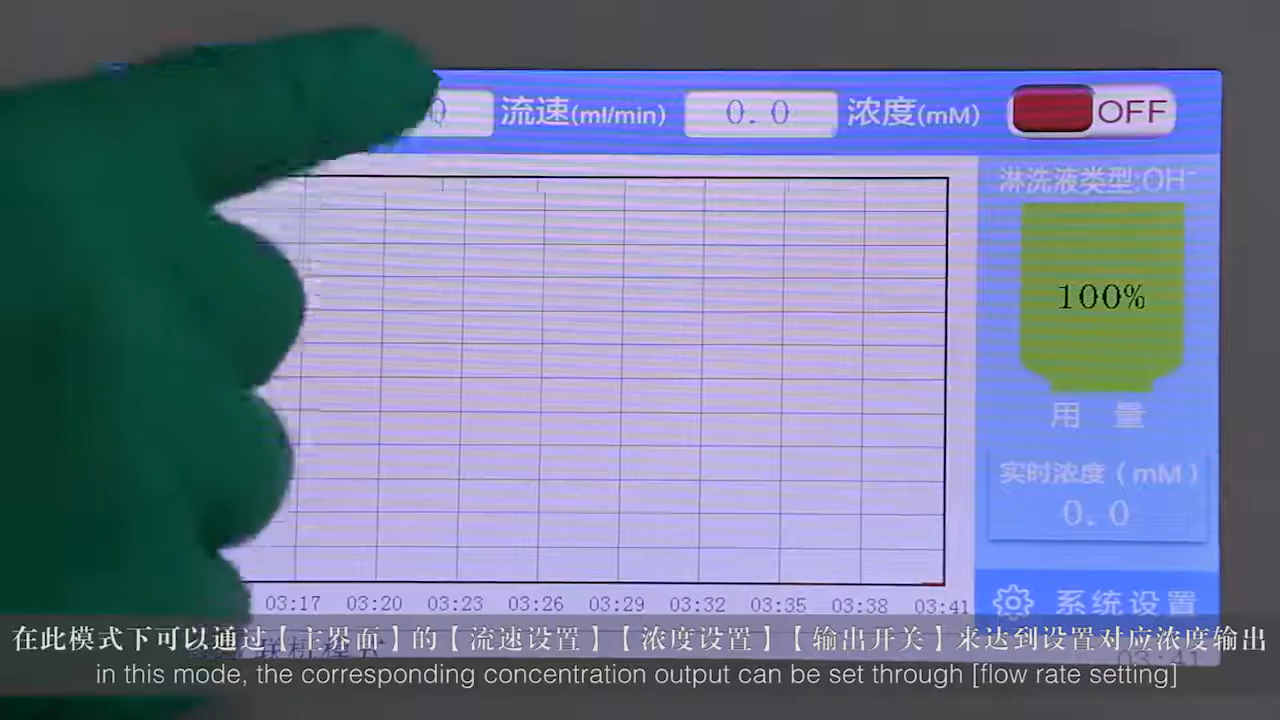 流速(ml/min) 0.0 浓度(mM) OFF
淋洗液类型:OH⁻
100%
用 量
实时浓度(mM)
0.0
03:17 03:20 03:23 03:26 03:29 03:32 03:35 03:38 03:41
系统设置
03:41
在此模式下可以通过【主界面】的【流速设置】【浓度设置】【输出开关】来达到设置对应浓度输出
in this mode, the corresponding concentration output can be set through [flow rate setting]